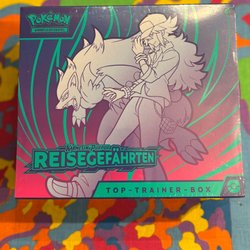 POKÉMON
REISEGEFÄHRTEN
TOP-TRAINER-BOX